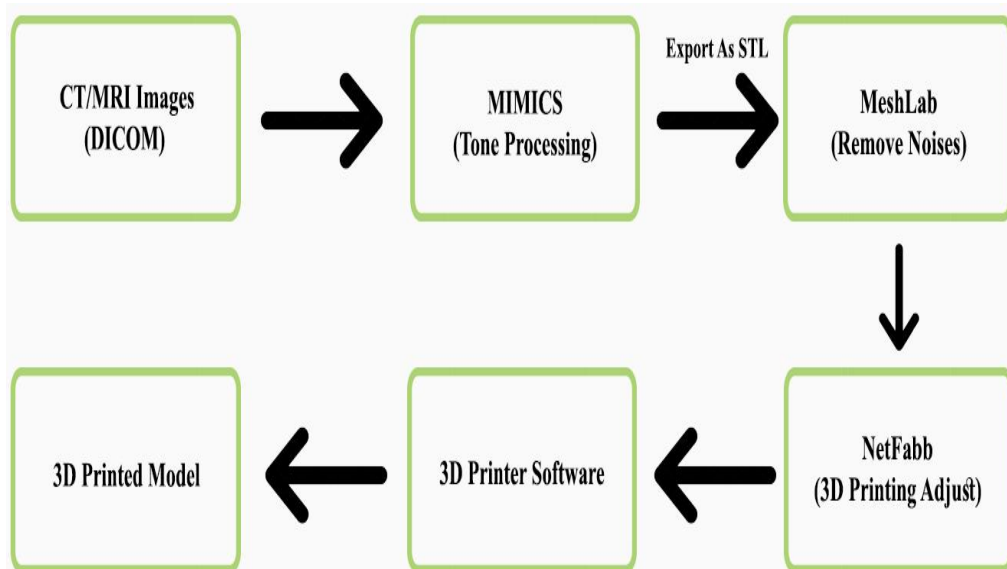 CT/MRI Images
(DICOM)
MIMICS
(Tone Processing)
Export As STL
MeshLab
(Remove Noises)
NetFabb
(3D Printing Adjust)
3D Printer Software
3D Printed Model